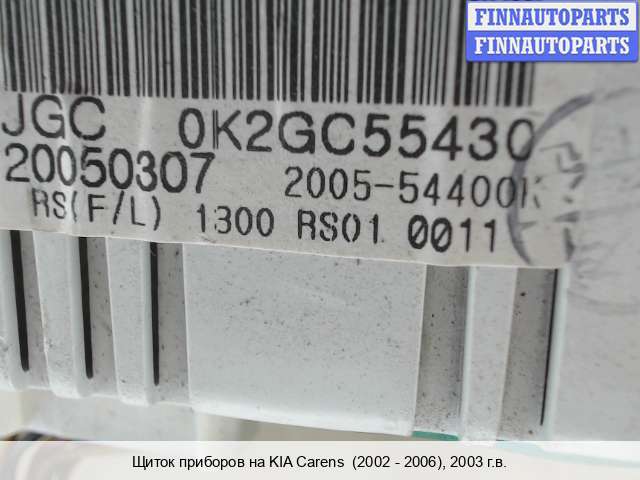 FINNAUTOPARTS
FINNAUTOPARTS
JGC 0K2GC55430
20050307 2005-54400K
RS(F/L) 1300 RS01 0011
Щиток приборов на KIA Carens (2002 - 2006), 2003 г.в.